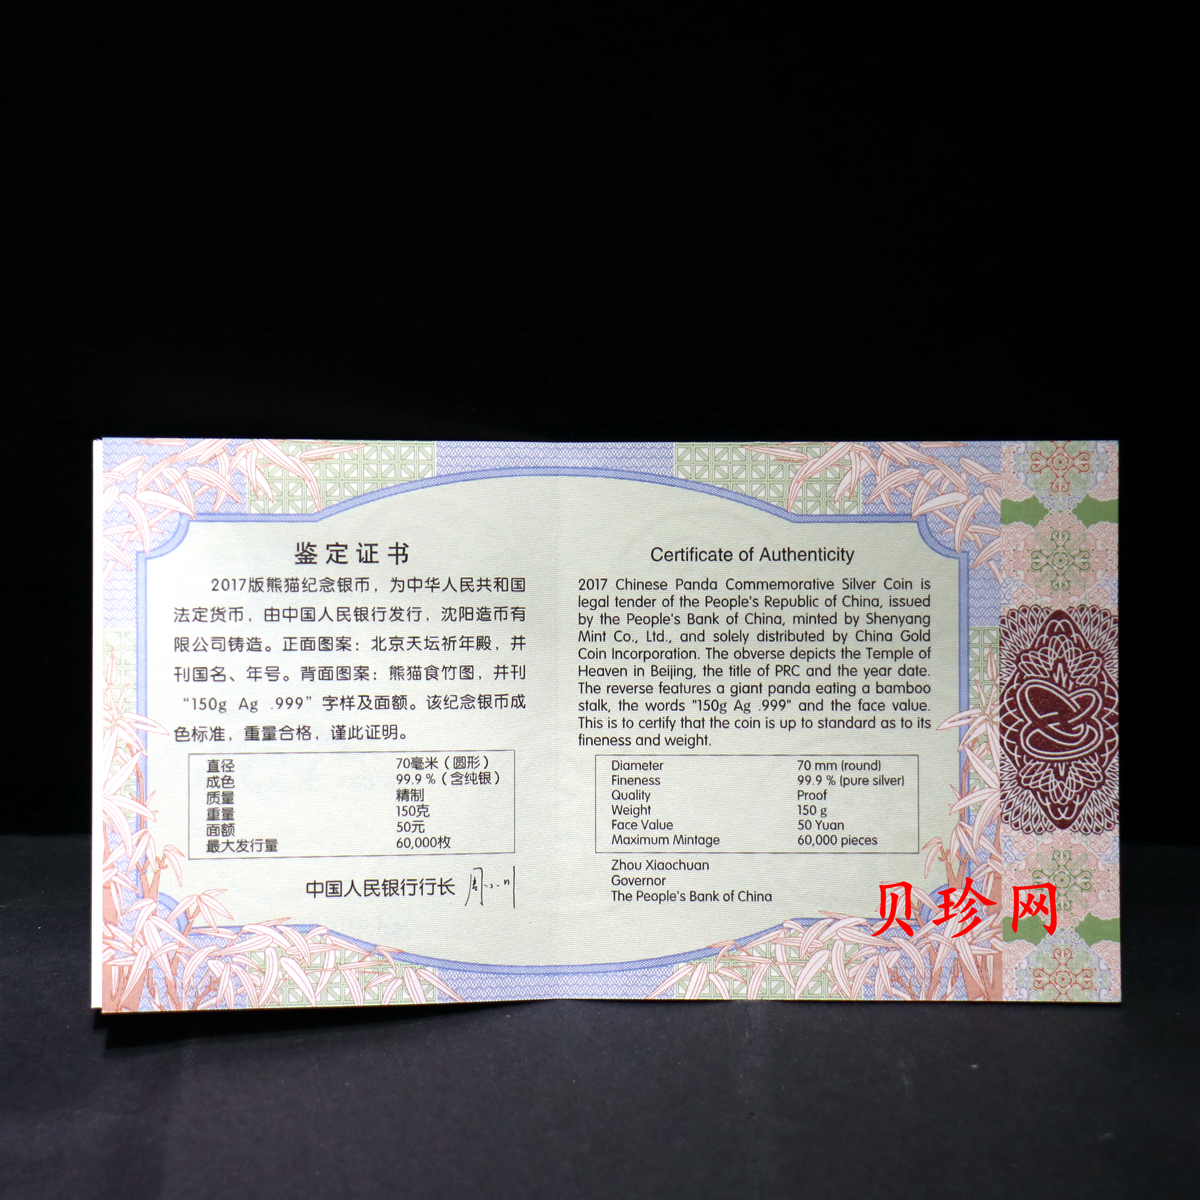 鉴定证书
2017版熊猫纪念银币，为中华人民共和国
法定货币，由中国人民银行发行，沈阳造币有
限公司铸造。正面图案：北京天坛祈年殿，并
刊国名、年号。背面图案：熊猫食竹图，并刊
“150g Ag .999”字样及面额。该纪念银币成
色标准，重量合格，谨此证明。
直径 70毫米（圆形）
成色 99.9％（含纯银）
质量 精制
重量 150克
面额 50元
最大发行量 60,000枚
中国人民银行行长
Certificate of Authenticity
2017 Chinese Panda Commemorative Silver Coin is
legal tender of the People's Republic of China, issued
by the People's Bank of China, minted by Shenyang
Mint Co., Ltd., and solely distributed by China Gold
Coin Incorporation. The obverse depicts the Temple of
Heaven in Beijing, the title of PRC and the year date.
The reverse features a giant panda eating a bamboo
stalk, the words "150g Ag .999" and the face value.
This is to certify that the coin is up to standard as to its
fineness and weight.
Diameter 70 mm (round)
Fineness 99.9 % (pure silver)
Quality Proof
Weight 150 g
Face Value 50 Yuan
Maximum Mintage 60,000 pieces
Zhou Xiaochuan
Governor
The People's Bank of China
贝珍网